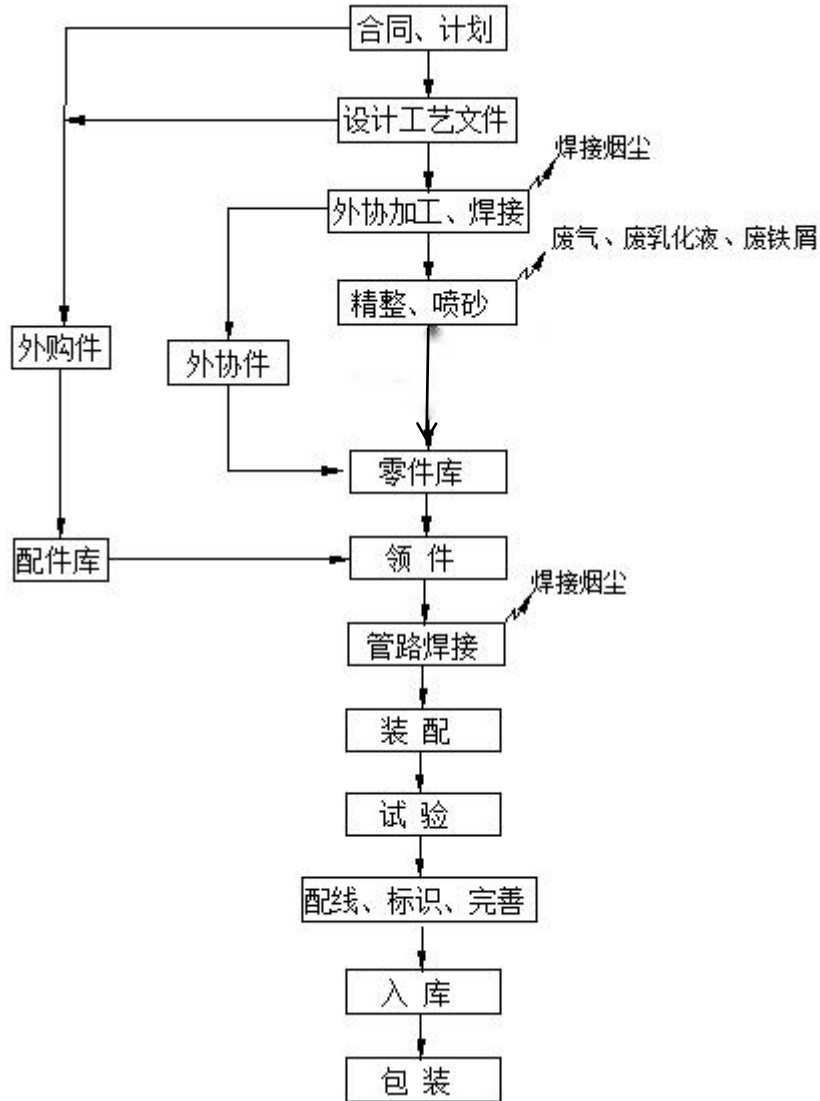 合同、计划
设计工艺文件
焊接烟尘
外协加工、焊接
废气、废乳化液、废铁屑
精整、喷砂
外购件
外协件
零件库
配件库
领件
焊接烟尘
管路焊接
装配
试验
配线、标识、完善
入库
包装